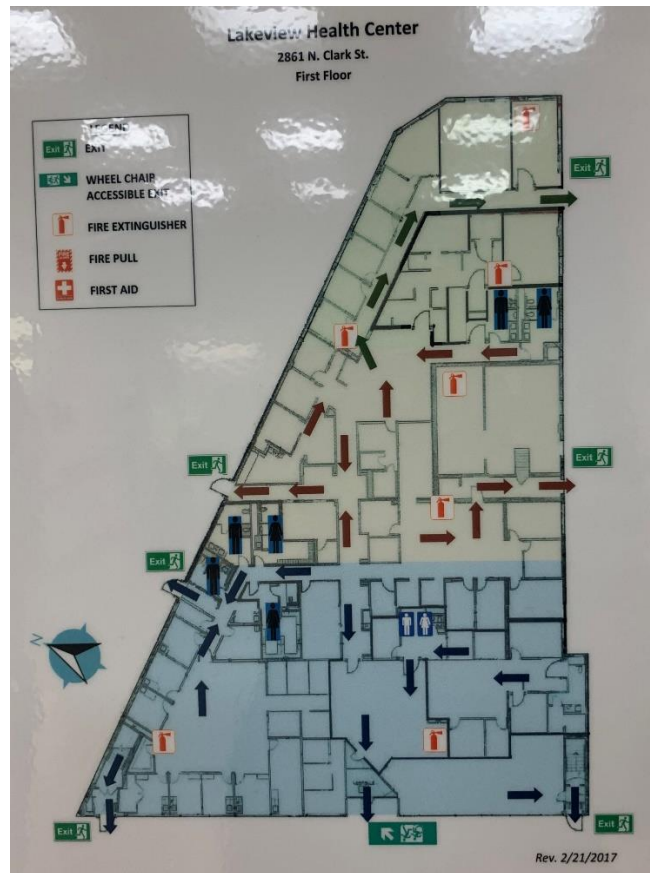 Lakeview Health Center
2861 N. Clark St.
First Floor
LEGEND
EXIT
WHEEL CHAIR
ACCESSIBLE EXIT
FIRE EXTINGUISHER
FIRE PULL
FIRST AID
Exit
Exit
Exit
Exit
Exit
Exit
Exit
N
Rev. 2/21/2017